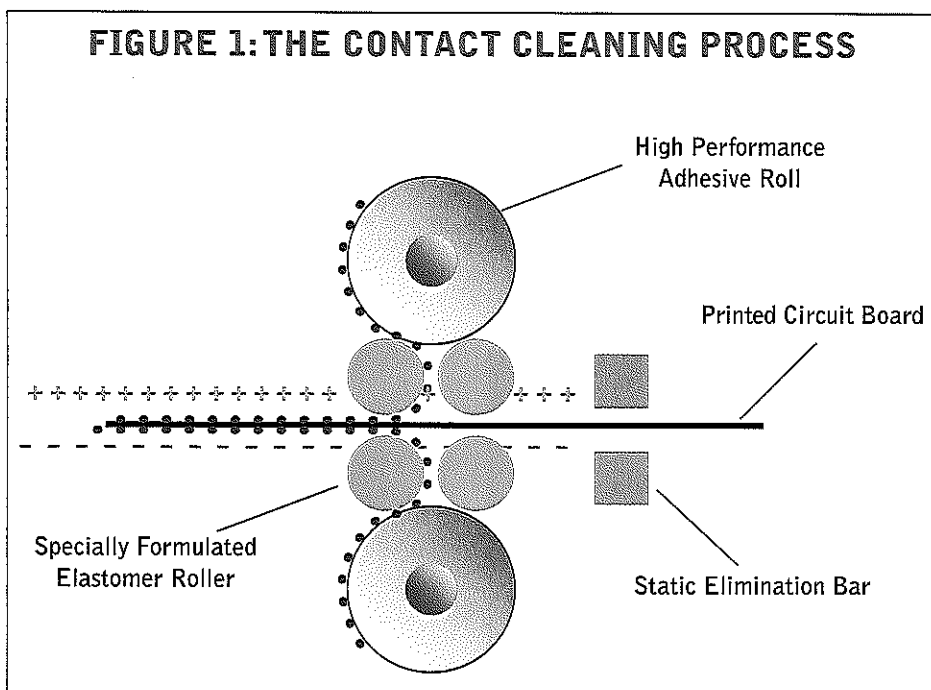 FIGURE 1: THE CONTACT CLEANING PROCESS
High Performance
Adhesive Roll
Printed Circuit Board
Specially Formulated
Elastomer Roller
Static Elimination Bar